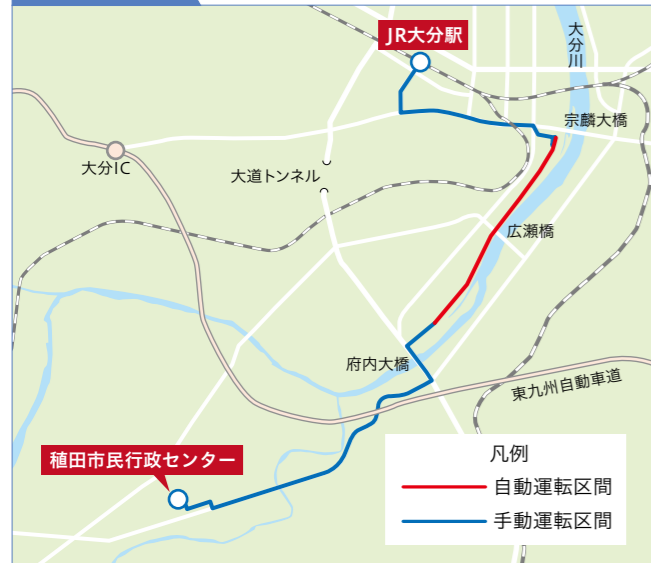 JR大分駅
大分川
宗麟大橋
大分IC
大道トンネル
広瀬橋
府内大橋
東九州自動車道
稙田市民行政センター
凡例
自動運転区間
手動運転区間